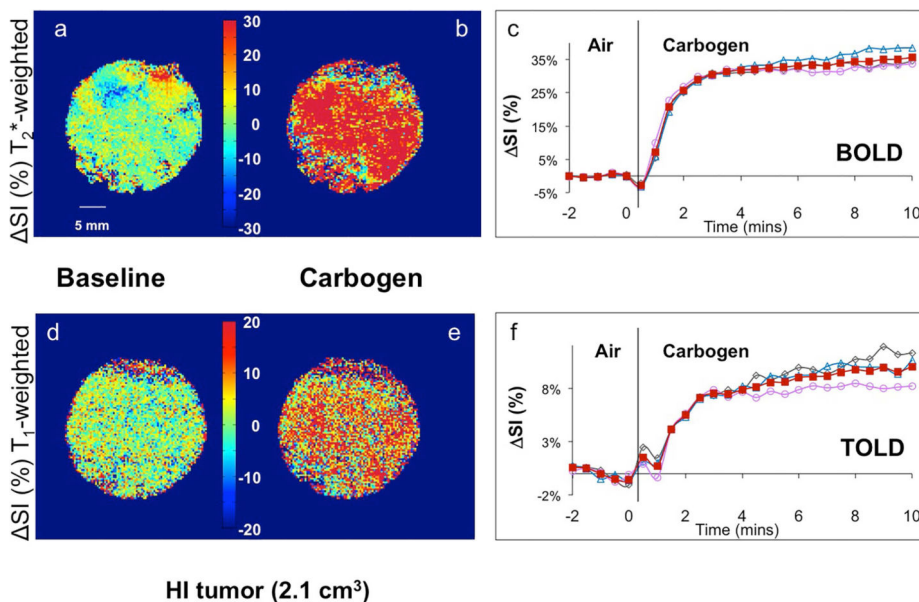 a
b
c
ΔSI (%) T2*-weighted
30
20
10
0
-10
-20
-30
5 mm
Air
Carbogen
35%
25%
15%
5%
-5%
ΔSI (%)
BOLD
-2 0 2 4 6 8 10
Time (mins)
Baseline
Carbogen
d
e
f
ΔSI (%) T1-weighted
20
10
0
-10
-20
Air
Carbogen
8%
3%
-2%
ΔSI (%)
TOLD
-2 0 2 4 6 8 10
Time (mins)
HI tumor (2.1 cm³)